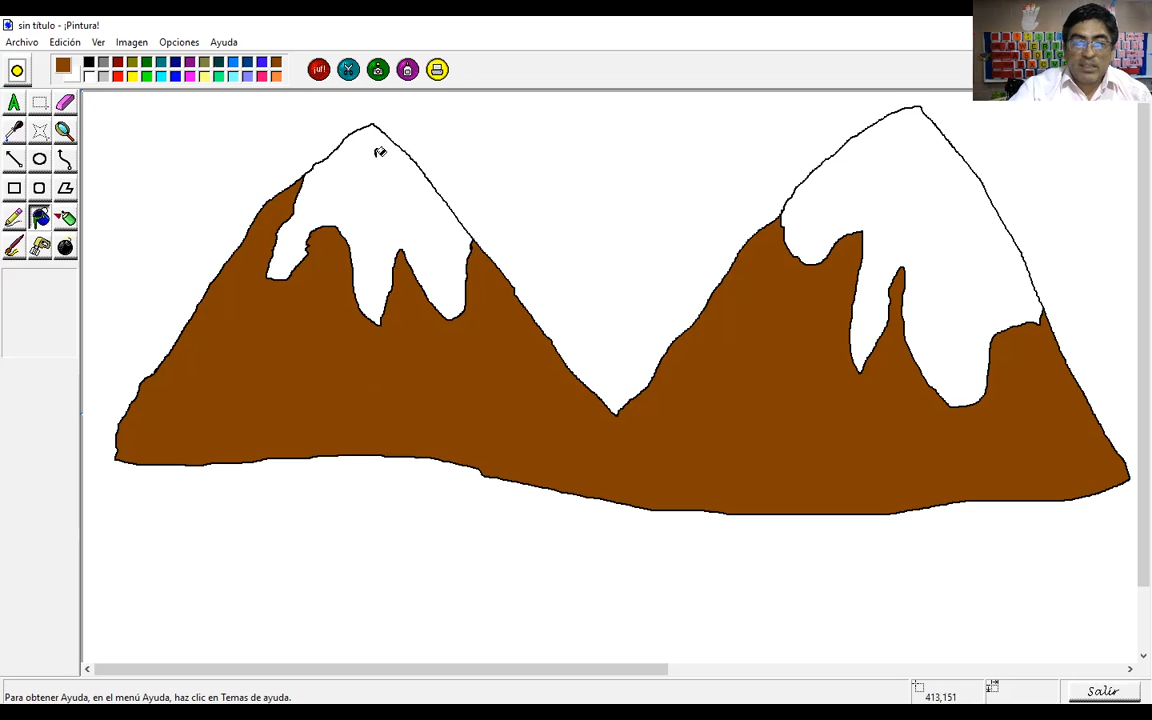 sin título - ¡Pintura!
Archivo Edición Ver Imagen Opciones Ayuda
¡uf!
A
Para obtener Ayuda, en el menú Ayuda, haz clic en Temas de ayuda.
413,151
Salir